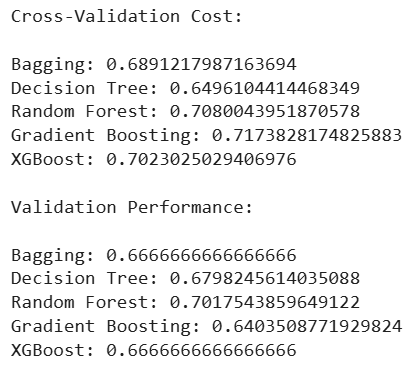 Cross-Validation Cost:
Bagging: 0.6891217987163694
Decision Tree: 0.6496104414468349
Random Forest: 0.7080043951870578
Gradient Boosting: 0.7173828174825883
XGBoost: 0.7023025029406976
Validation Performance:
Bagging: 0.6666666666666666
Decision Tree: 0.6798245614035088
Random Forest: 0.7017543859649122
Gradient Boosting: 0.6403508771929824
XGBoost: 0.6666666666666666